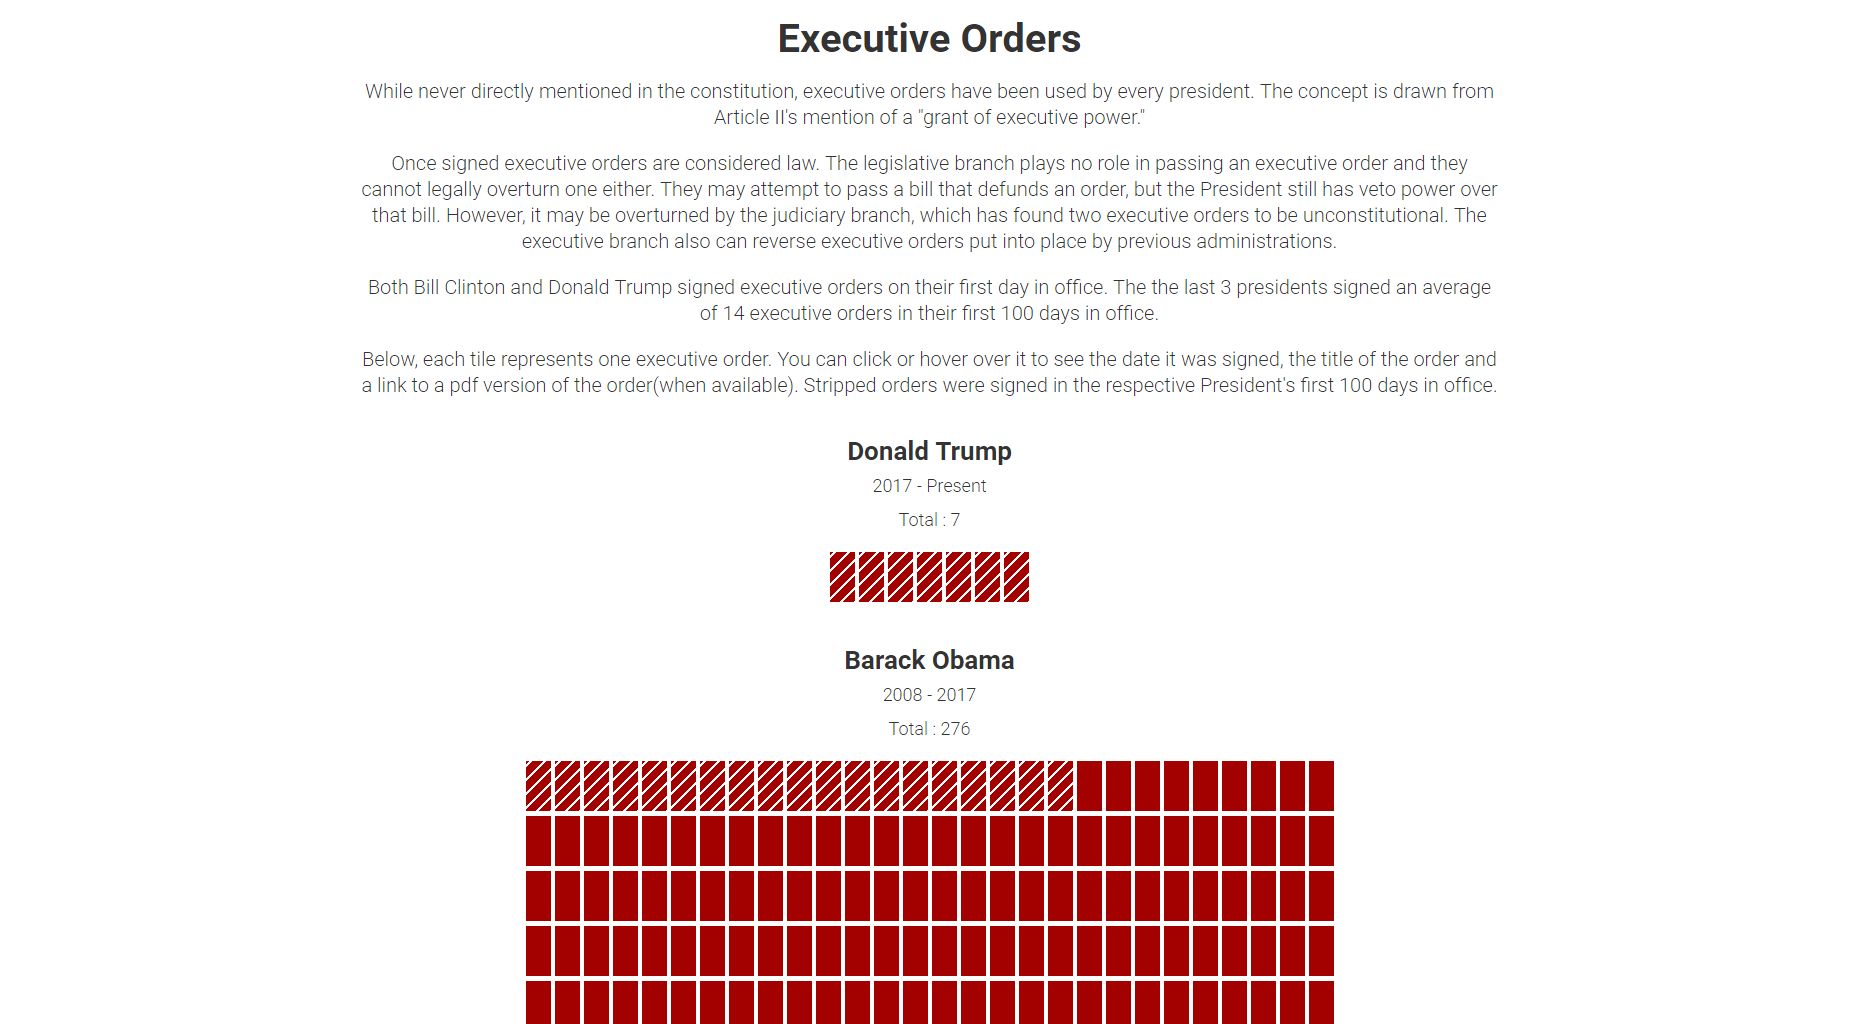 Executive Orders
While never directly mentioned in the constitution, executive orders have been used by every president. The concept is drawn from
Article II's mention of a "grant of executive power."
Once signed executive orders are considered law. The legislative branch plays no role in passing an executive order and they
cannot legally overturn one either. They may attempt to pass a bill that defunds an order, but the President still has veto power over
that bill. However, it may be overturned by the judiciary branch, which has found two executive orders to be unconstitutional. The
executive branch also can reverse executive orders put into place by previous administrations.
Both Bill Clinton and Donald Trump signed executive orders on their first day in office. The the last 3 presidents signed an average
of 14 executive orders in their first 100 days in office.
Below, each tile represents one executive order. You can click or hover over it to see the date it was signed, the title of the order and
a link to a pdf version of the order(when available). Stripped orders were signed in the respective President's first 100 days in office.
Donald Trump
2017 - Present
Total : 7
Barack Obama
2008 - 2017
Total : 276